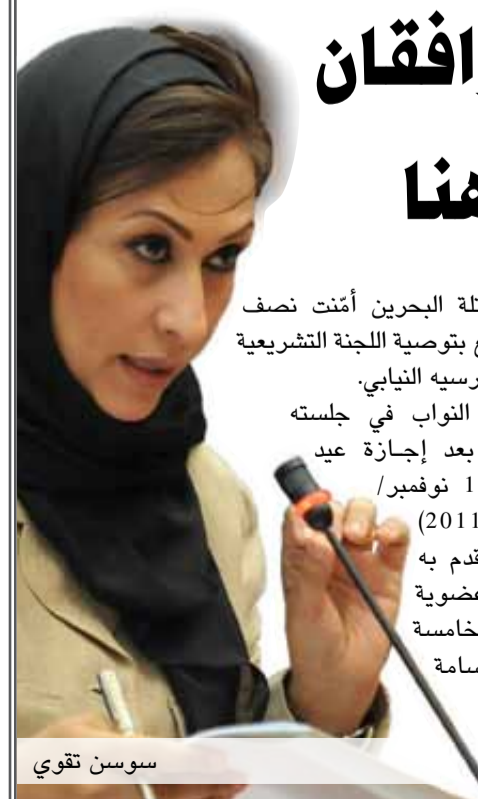 افقان
هنا
تلة البحرين أمّنت نصف
ع بتوصية اللجنة التشريعية
رسيه النيابي.
النواب في جلسته
بعد إجازة عيد
1 نوفمبر/
2011)
قدم به
عضوية
خامسة
سامة
سوسن تقوي